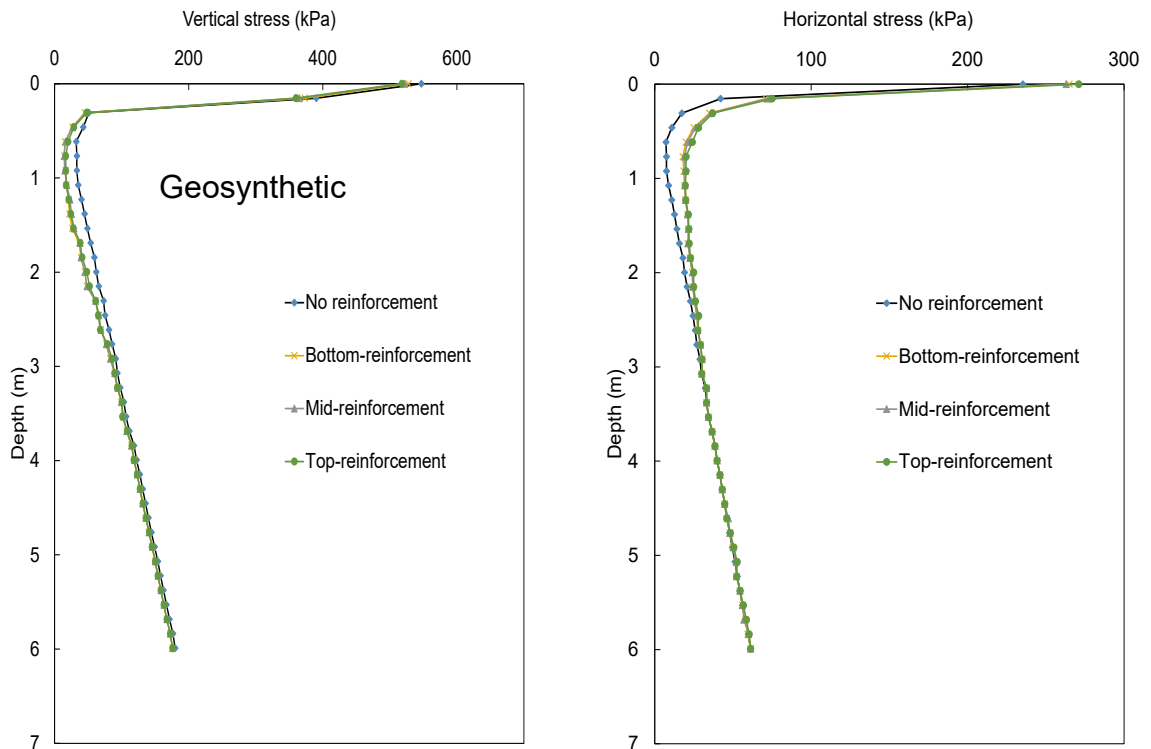 Vertical stress (kPa)
0 200 400 600
0
1
2
3
4
5
6
7
Depth (m)
Geosynthetic
No reinforcement
Bottom-reinforcement
Mid-reinforcement
Top-reinforcement
Horizontal stress (kPa)
0 100 200 300
0
1
2
3
4
5
6
7
Depth (m)
No reinforcement
Bottom-reinforcement
Mid-reinforcement
Top-reinforcement